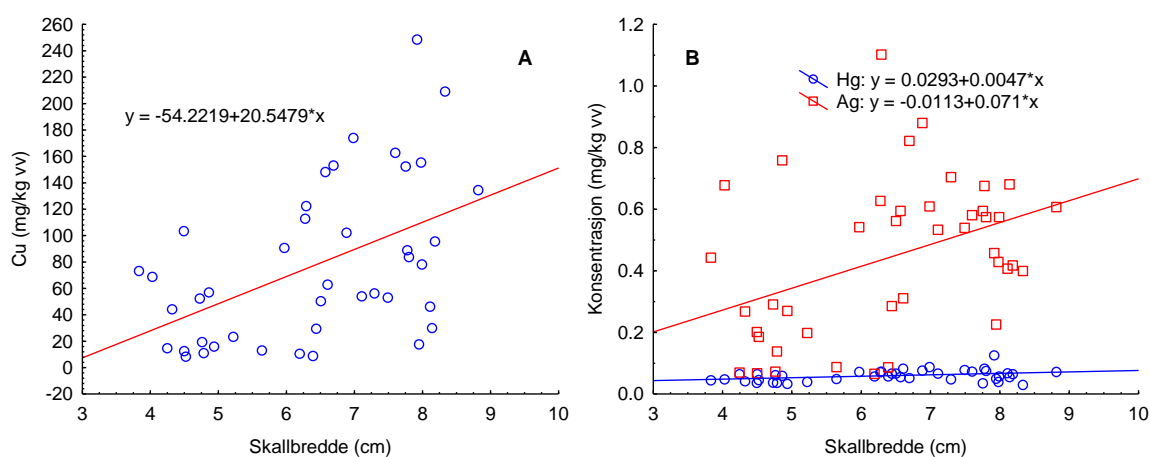 260
240
220
200
180
160
140
120
100
80
60
40
20
0
-20
Cu (mg/kg vv)
A
y = -54.2219+20.5479*x
3 4 5 6 7 8 9 10
Skallbredde (cm)
1.2
1.0
0.8
0.6
0.4
0.2
0.0
Konsentrasjon (mg/kg vv)
B
Hg: y = 0.0293+0.0047*x
Ag: y = -0.0113+0.071*x
3 4 5 6 7 8 9 10
Skallbredde (cm)